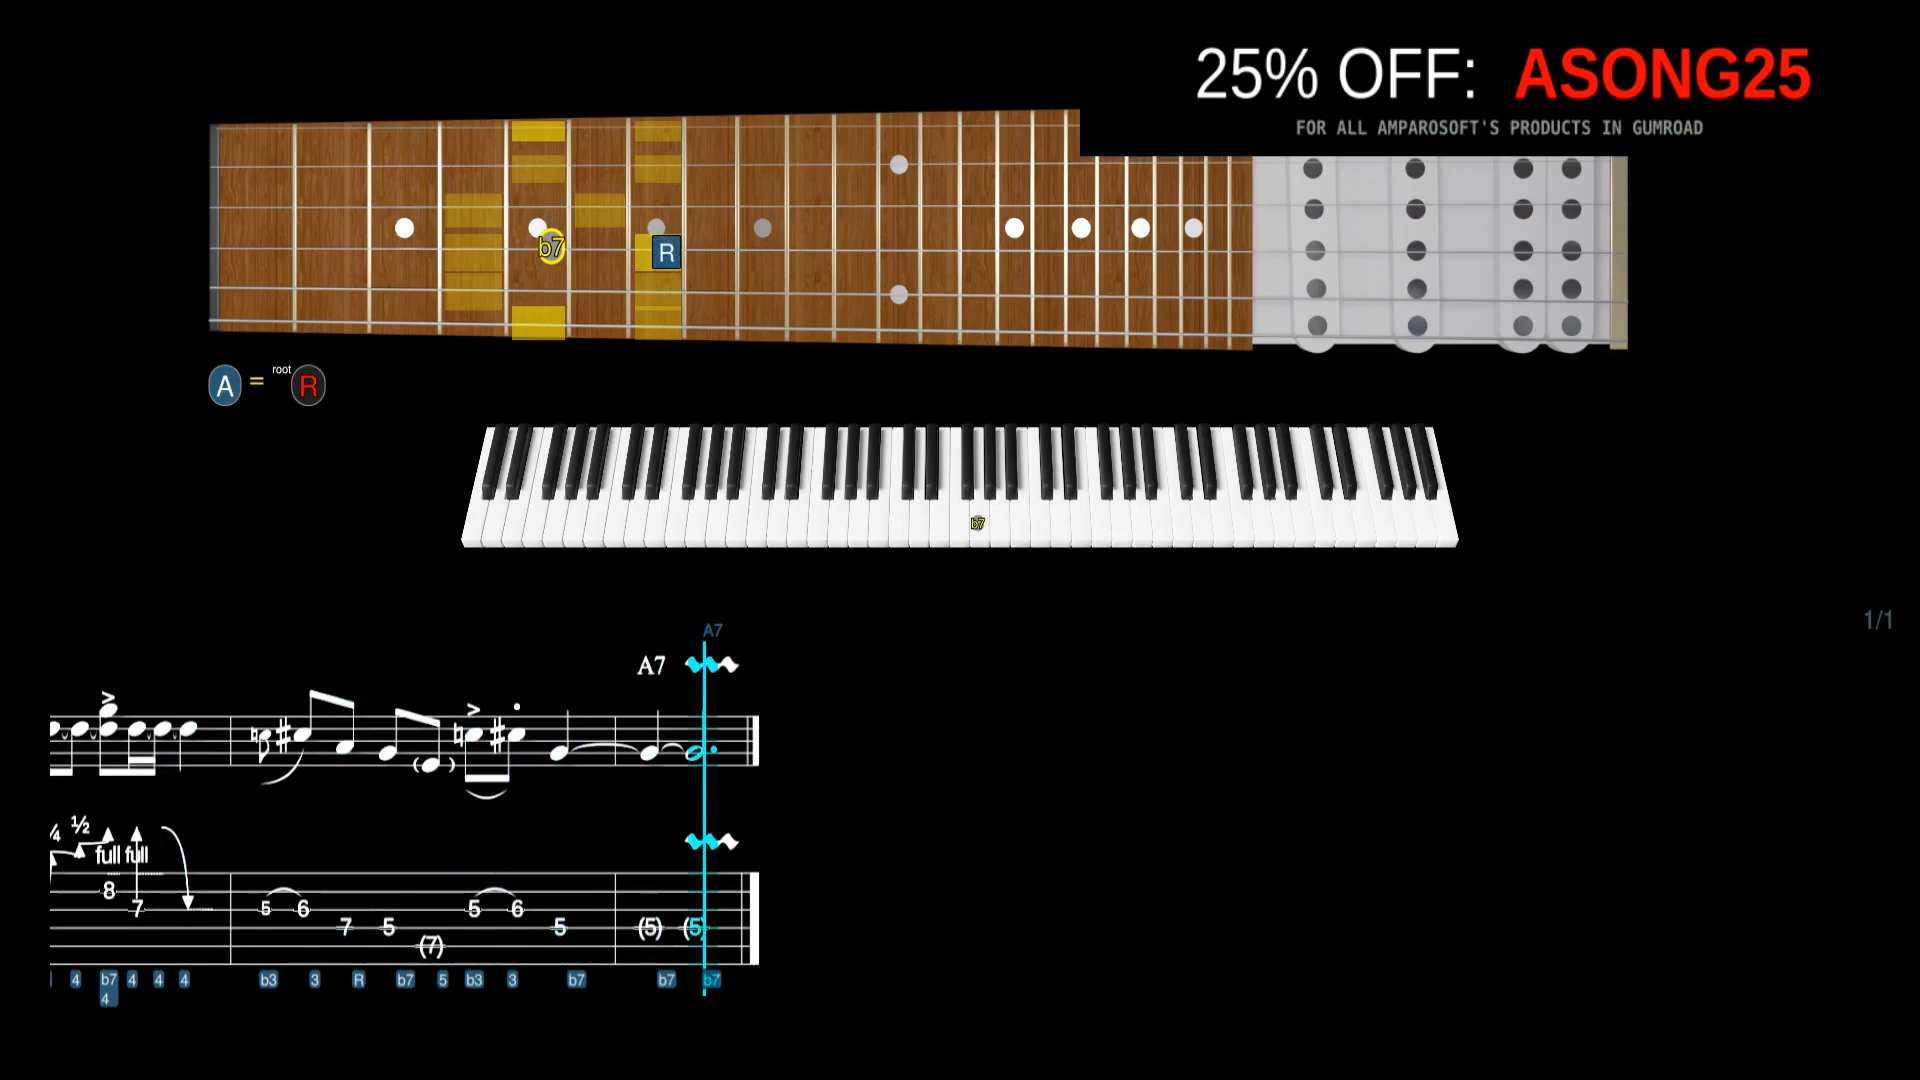 25% OFF: ASONG25
FOR ALL AMPAROSOFT'S PRODUCTS IN GUMROAD
b7 R
A = root R
b7
1/1
A7
A7
½
full full
8
7
5 6 5 6
7 5 5 (5) (5)
(7)
4 b7 4 4 4 b3 3 R b7 5 b3 3 b7 b7 b7
4